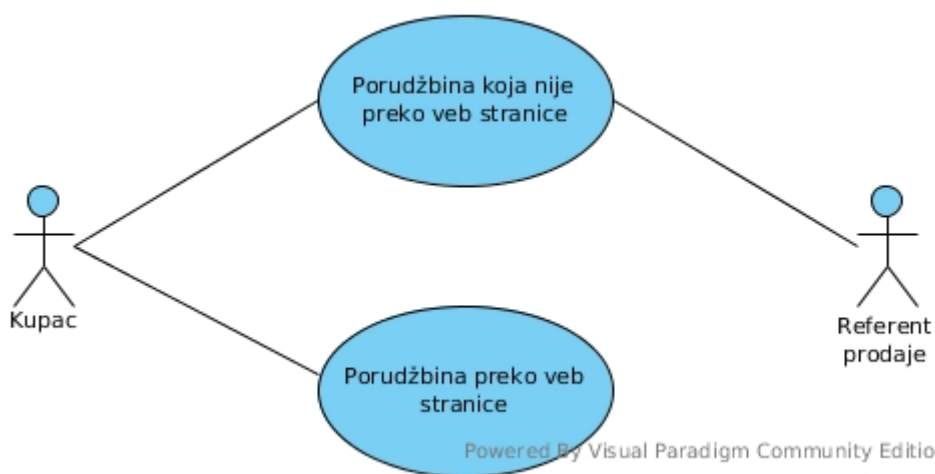 Porudžbina koja nije
preko veb stranice
Kupac
Referent
prodaje
Porudžbina preko veb
stranice
Powered By Visual Paradigm Community Editio